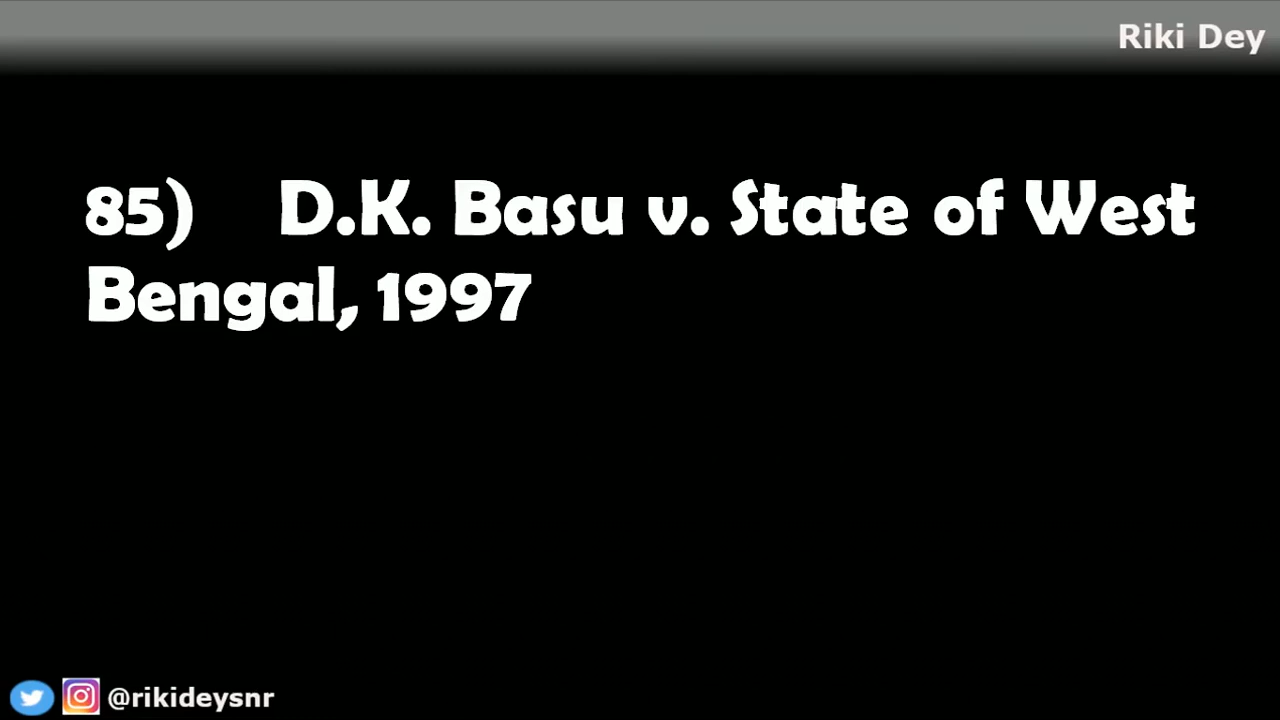 Riki Dey
85) D.K. Basu v. State of West
Bengal, 1997
@rikideysnr